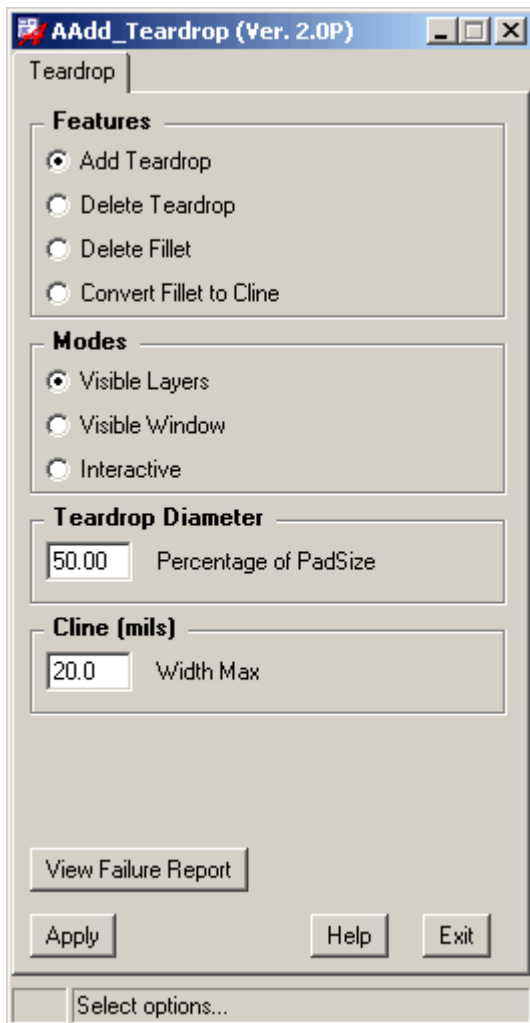 AAdd_Teardrop (Ver. 2.0P)
Teardrop
Features
Add Teardrop
Delete Teardrop
Delete Fillet
Convert Fillet to Cline
Modes
Visible Layers
Visible Window
Interactive
Teardrop Diameter
50.00 Percentage of PadSize
Cline (mils)
20.0 Width Max
View Failure Report
Apply Help Exit
Select options...